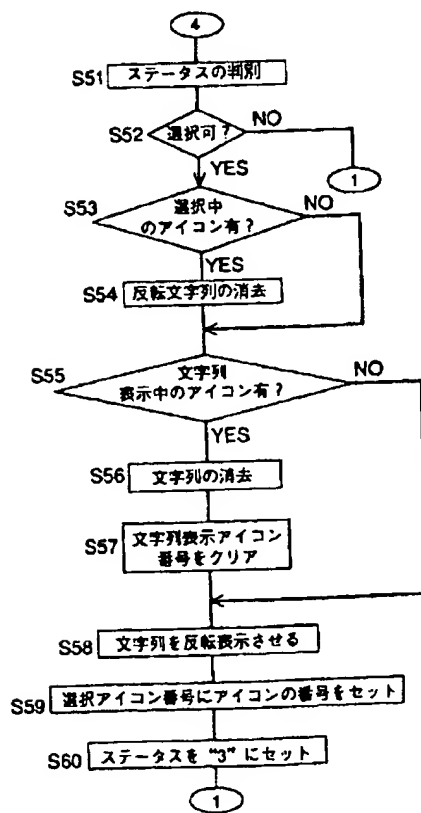 4
S51 ステータスの判別
S52 選択可?
NO
1
YES
S53 選択中
のアイコン有?
NO
YES
S54 反転文字列の消去
S55 文字列
表示中のアイコン有?
NO
YES
S56 文字列の消去
S57 文字列表示アイコン
番号をクリア
S58 文字列を反転表示させる
S59 選択アイコン番号にアイコンの番号をセット
S60 ステータスを "3" にセット
1